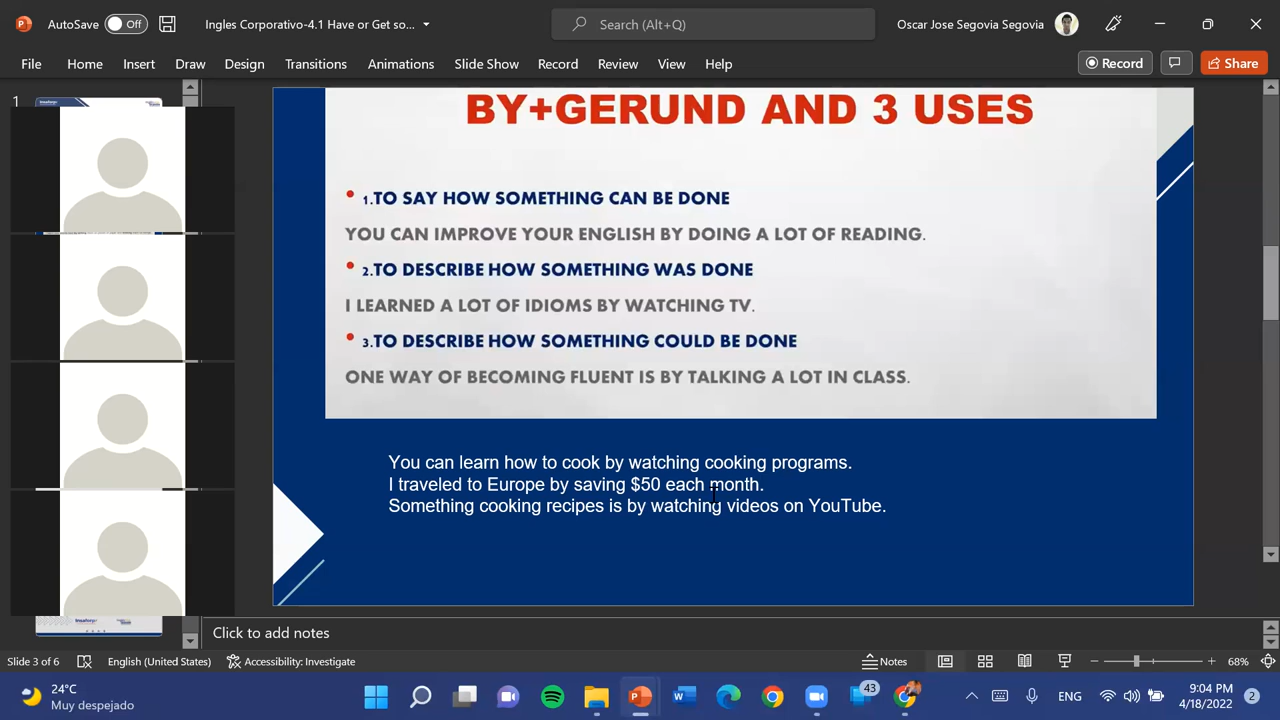 AutoSave Off
Ingles Corporativo-4.1 Have or Get so...
Search (Alt+Q)
Oscar Jose Segovia Segovia
File Home Insert Draw Design Transitions Animations Slide Show Record Review View Help
Record
Share
1
BY+GERUND AND 3 USES
• 1.TO SAY HOW SOMETHING CAN BE DONE
YOU CAN IMPROVE YOUR ENGLISH BY DOING A LOT OF READING.
• 2.TO DESCRIBE HOW SOMETHING WAS DONE
I LEARNED A LOT OF IDIOMS BY WATCHING TV.
• 3.TO DESCRIBE HOW SOMETHING COULD BE DONE
ONE WAY OF BECOMING FLUENT IS BY TALKING A LOT IN CLASS.
You can learn how to cook by watching cooking programs.
I traveled to Europe by saving $50 each month.
Something cooking recipes is by watching videos on YouTube.
Click to add notes
Slide 3 of 6
English (United States)
Accessibility: Investigate
Notes
68%
24°C
Muy despejado
43
ENG
9:04 PM
4/18/2022
2